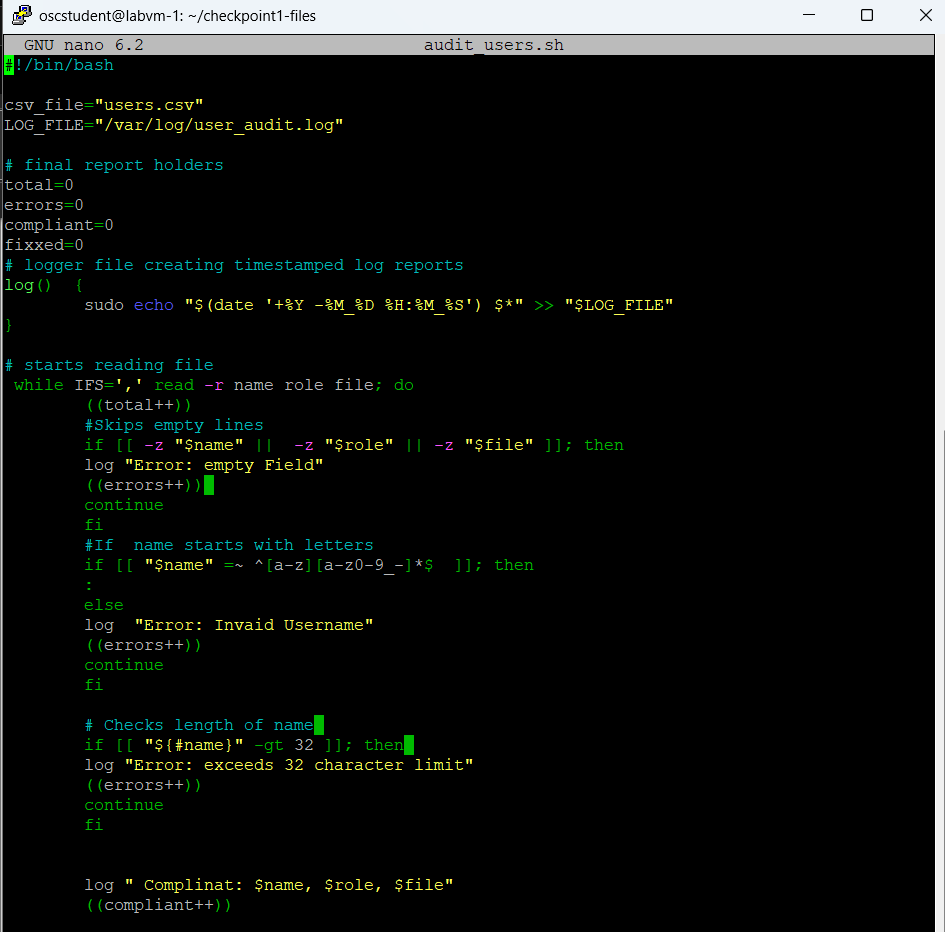 oscstudent@labvm-1: ~/checkpoint1-files
GNU nano 6.2 audit_users.sh
#!/bin/bash
csv_file="users.csv"
LOG_FILE="/var/log/user_audit.log"
# final report holders
total=0
errors=0
compliant=0
fixxed=0
# logger file creating timestamped log reports
log() {
sudo echo "$(date '+%Y -%M_%D %H:%M_%S') $*" >> "$LOG_FILE"
}
# starts reading file
while IFS=',' read -r name role file; do
((total++))
#Skips empty lines
if [[ -z "$name" ||  -z "$role" || -z "$file" ]]; then
log "Error: empty Field"
((errors++))
continue
fi
#If  name starts with letters
if [[ "$name" =~ ^[a-z][a-z0-9_-]*$  ]]; then
:
else
log  "Error: Invaid Username"
((errors++))
continue
fi
# Checks length of name
if [[ "${#name}" -gt 32 ]]; then
log "Error: exceeds 32 character limit"
((errors++))
continue
fi
log " Complinat: $name, $role, $file"
((compliant++))